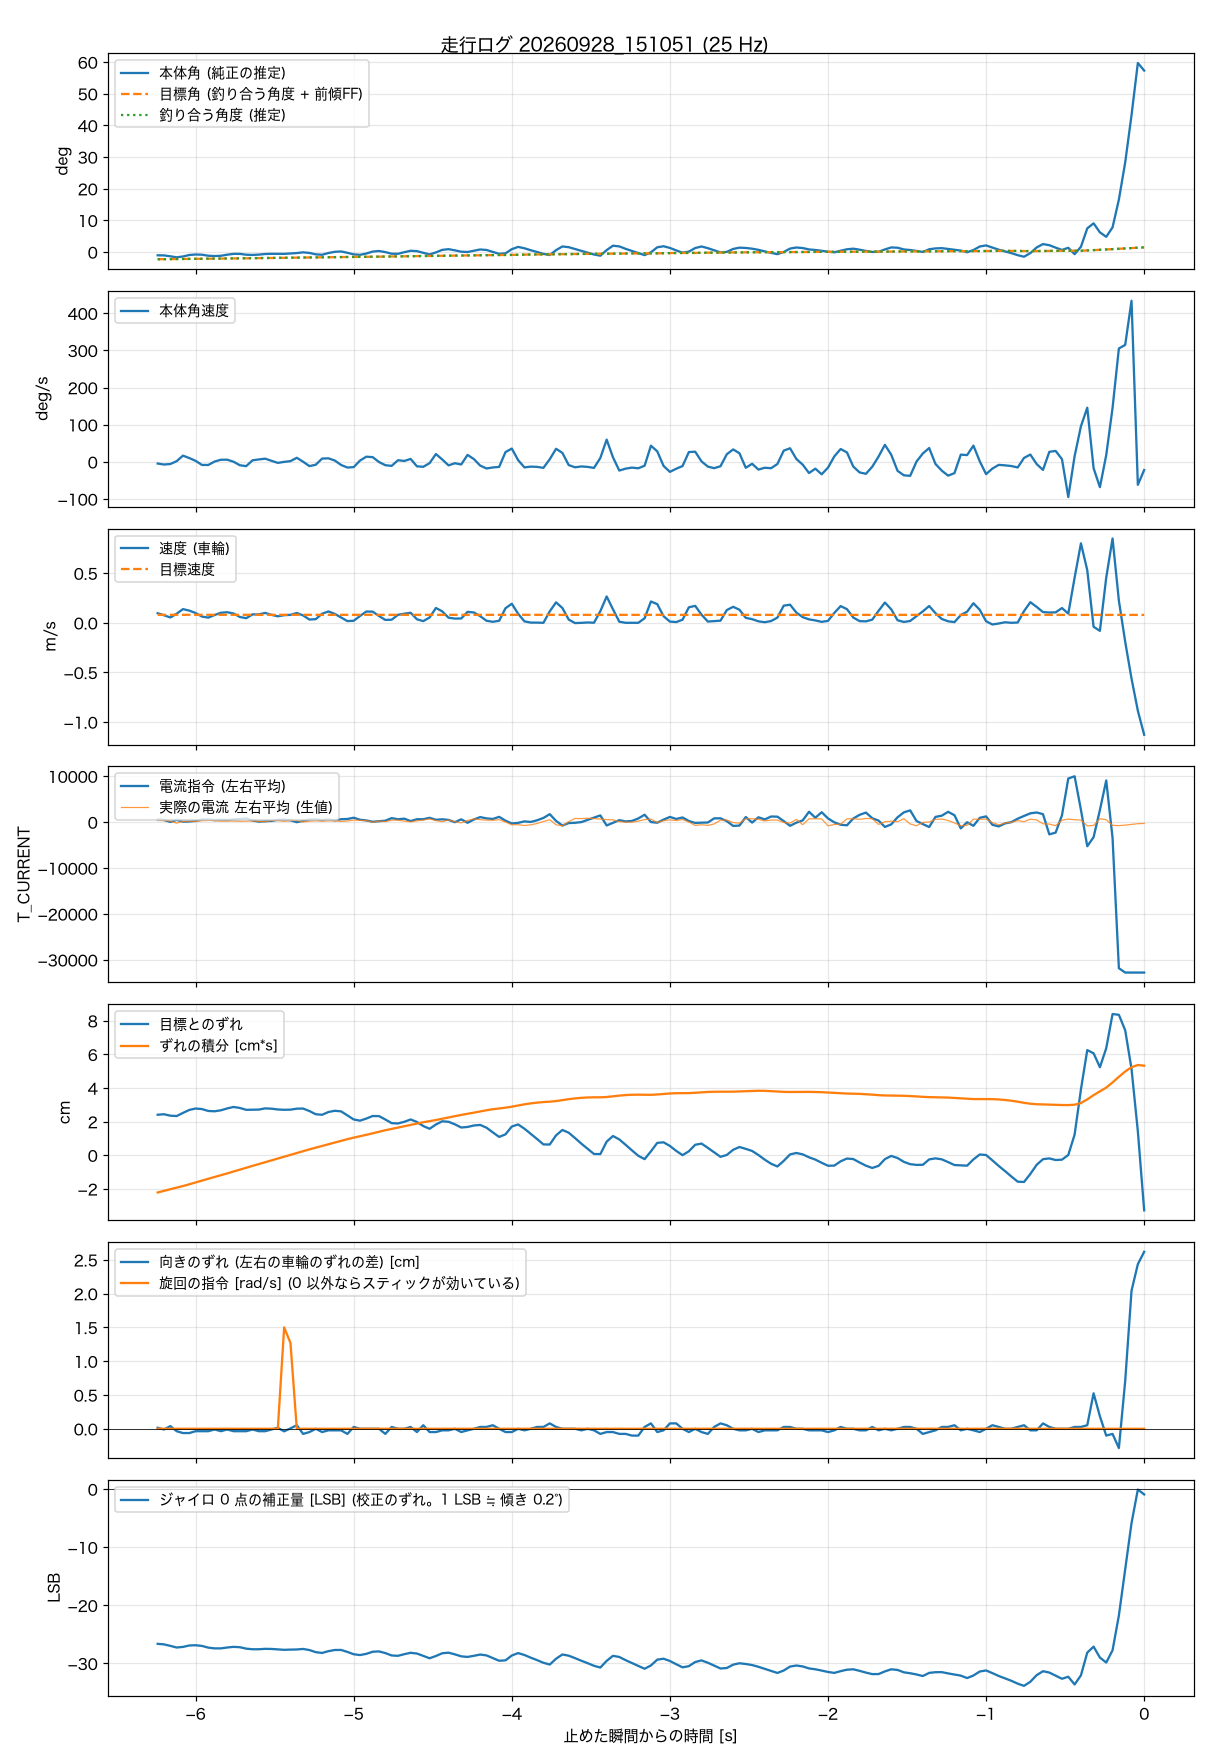 走行ログ 20260928_151051 (25 Hz)
60
50
40
30
20
10
0
deg
本体角 (純正の推定)
目標角 (釣り合う角度 + 前傾FF)
釣り合う角度 (推定)
400
300
200
100
0
−100
deg/s
本体角速度
0.5
0.0
−0.5
−1.0
m/s
速度 (車輪)
目標速度
10000
0
−10000
−20000
−30000
T_CURRENT
電流指令 (左右平均)
実際の電流 左右平均 (生値)
8
6
4
2
0
−2
cm
目標とのずれ
ずれの積分 [cm*s]
2.5
2.0
1.5
1.0
0.5
0.0
向きのずれ (左右の車輪のずれの差) [cm]
旋回の指令 [rad/s] (0 以外ならスティックが効いている)
0
−10
−20
−30
LSB
ジャイロ 0 点の補正量 [LSB] (校正のずれ。1 LSB ≒ 傾き 0.2°)
−6
−5
−4
−3
−2
−1
0
止めた瞬間からの時間 [s]